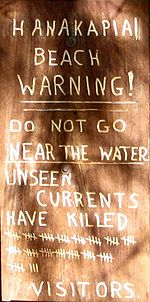 HANAKAPIAI
BEACH
WARNING!
DO NOT GO
NEAR THE WATER
UNSEEN
CURRENTS
HAVE KILLED
VISITORS.